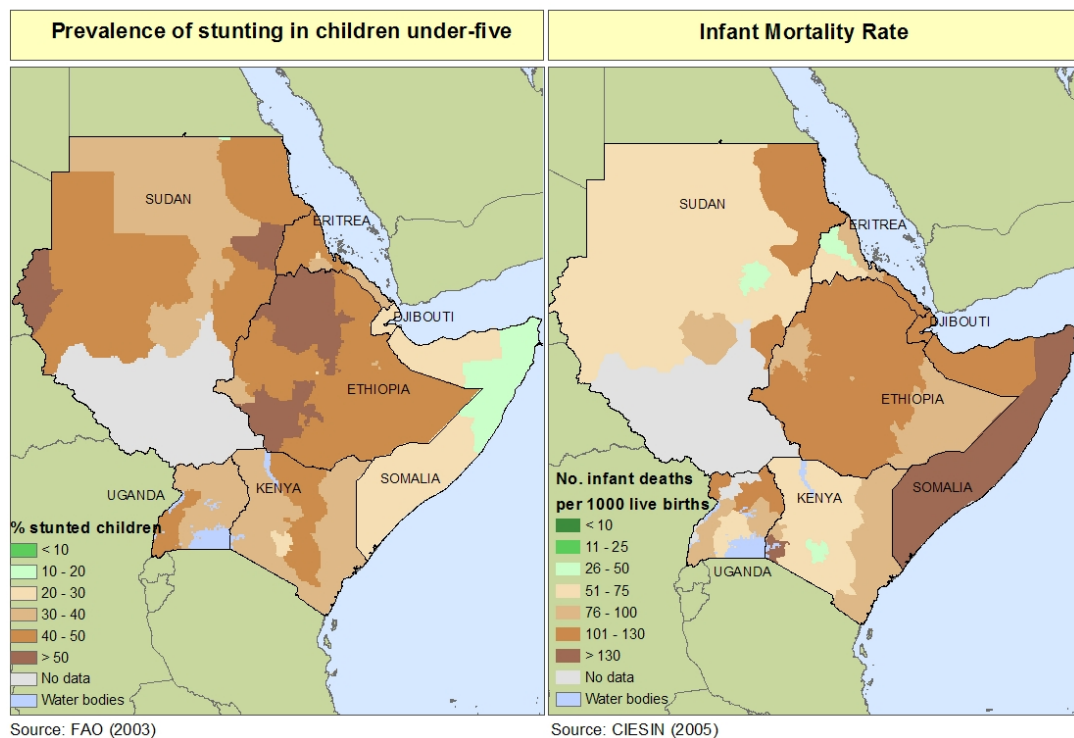 Prevalence of stunting in children under-five
SUDAN
ERITREA
DJIBOUTI
ETHIOPIA
SOMALIA
UGANDA
KENYA
% stunted children
< 10
10 - 20
20 - 30
30 - 40
40 - 50
> 50
No data
Water bodies
Source: FAO (2003)
Infant Mortality Rate
SUDAN
ERITREA
DJIBOUTI
ETHIOPIA
SOMALIA
KENYA
UGANDA
No. infant deaths
per 1000 live births
< 10
11 - 25
26 - 50
51 - 75
76 - 100
101 - 130
> 130
No data
Water bodies
Source: CIESIN (2005)